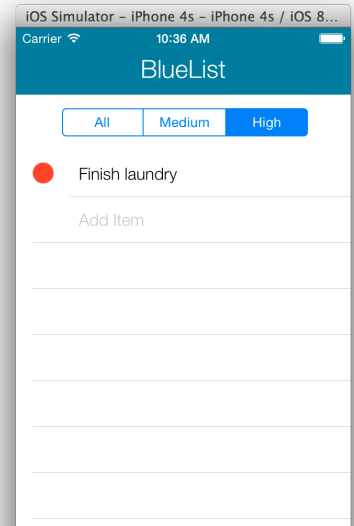 iOS Simulator – iPhone 4s – iPhone 4s / iOS 8...
Carrier 10:36 AM
BlueList
All Medium High
Finish laundry
Add Item